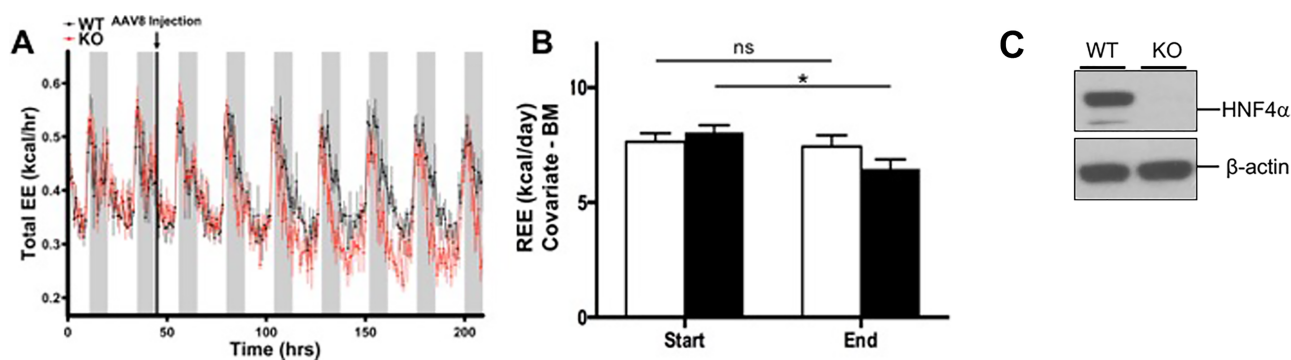 A
WT
KO
AAV8 Injection
Total EE (kcal/hr)
0.6
0.5
0.4
0.3
0.2
0
50
100
150
200
Time (hrs)
B
REE (kcal/day)
Covariate - BM
10
5
0
ns
*
Start
End
C
WT
KO
HNF4α
β-actin